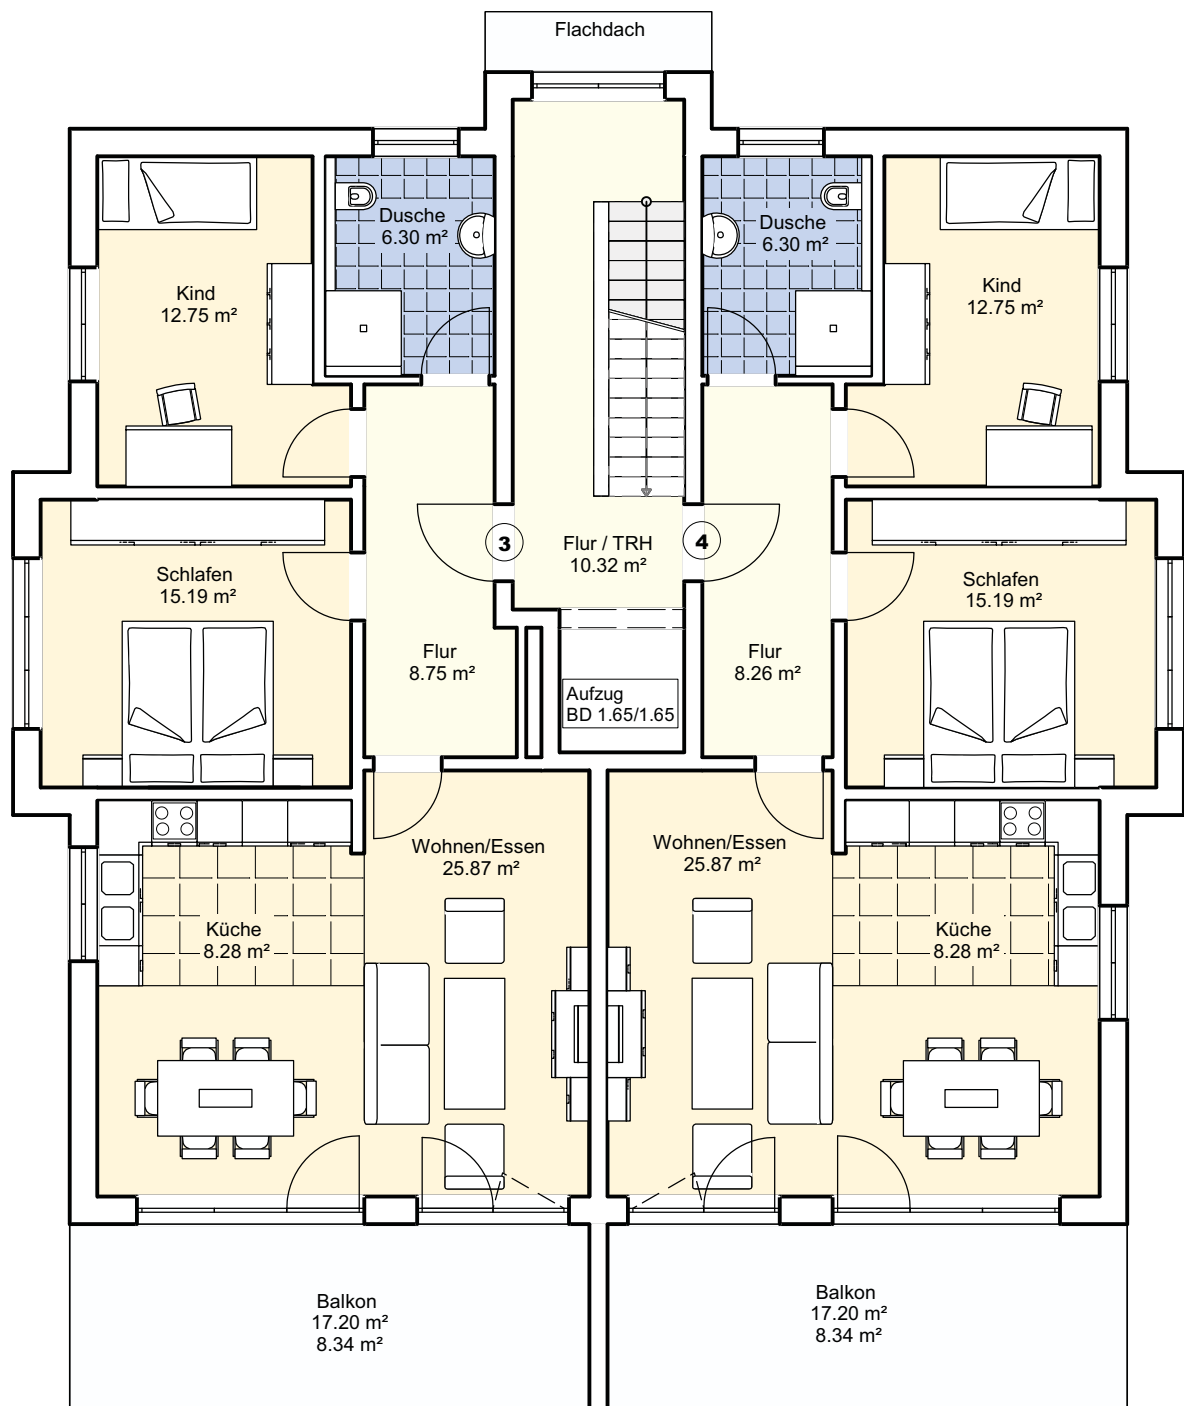 Flachdach
Dusche
6.30 m²
Dusche
6.30 m²
Kind
12.75 m²
Kind
12.75 m²
3
Flur / TRH
10.32 m²
4
Schlafen
15.19 m²
Schlafen
15.19 m²
Flur
8.75 m²
Flur
8.26 m²
Aufzug
BD 1.65/1.65
Wohnen/Essen
25.87 m²
Wohnen/Essen
25.87 m²
Küche
8.28 m²
Küche
8.28 m²
Balkon
17.20 m²
8.34 m²
Balkon
17.20 m²
8.34 m²